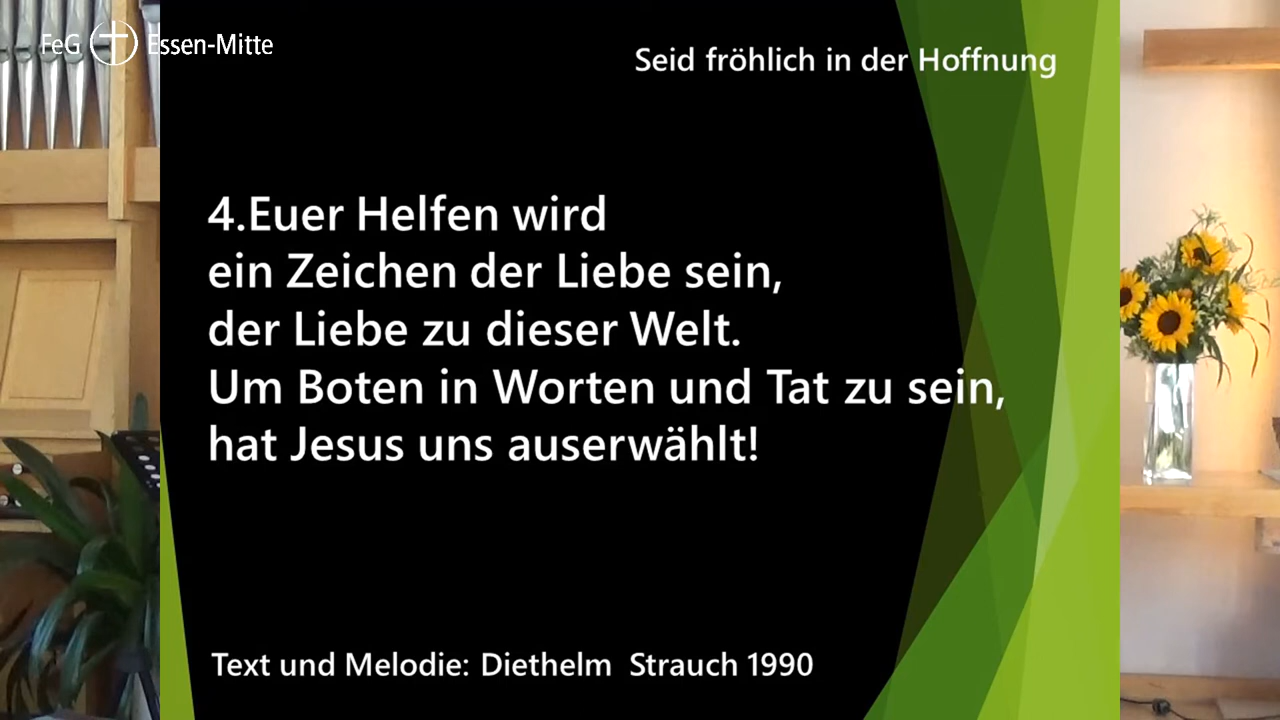 FeG Essen-Mitte
Seid fröhlich in der Hoffnung
4.Euer Helfen wird
ein Zeichen der Liebe sein,
der Liebe zu dieser Welt.
Um Boten in Worten und Tat zu sein,
hat Jesus uns auserwählt!
Text und Melodie: Diethelm  Strauch 1990